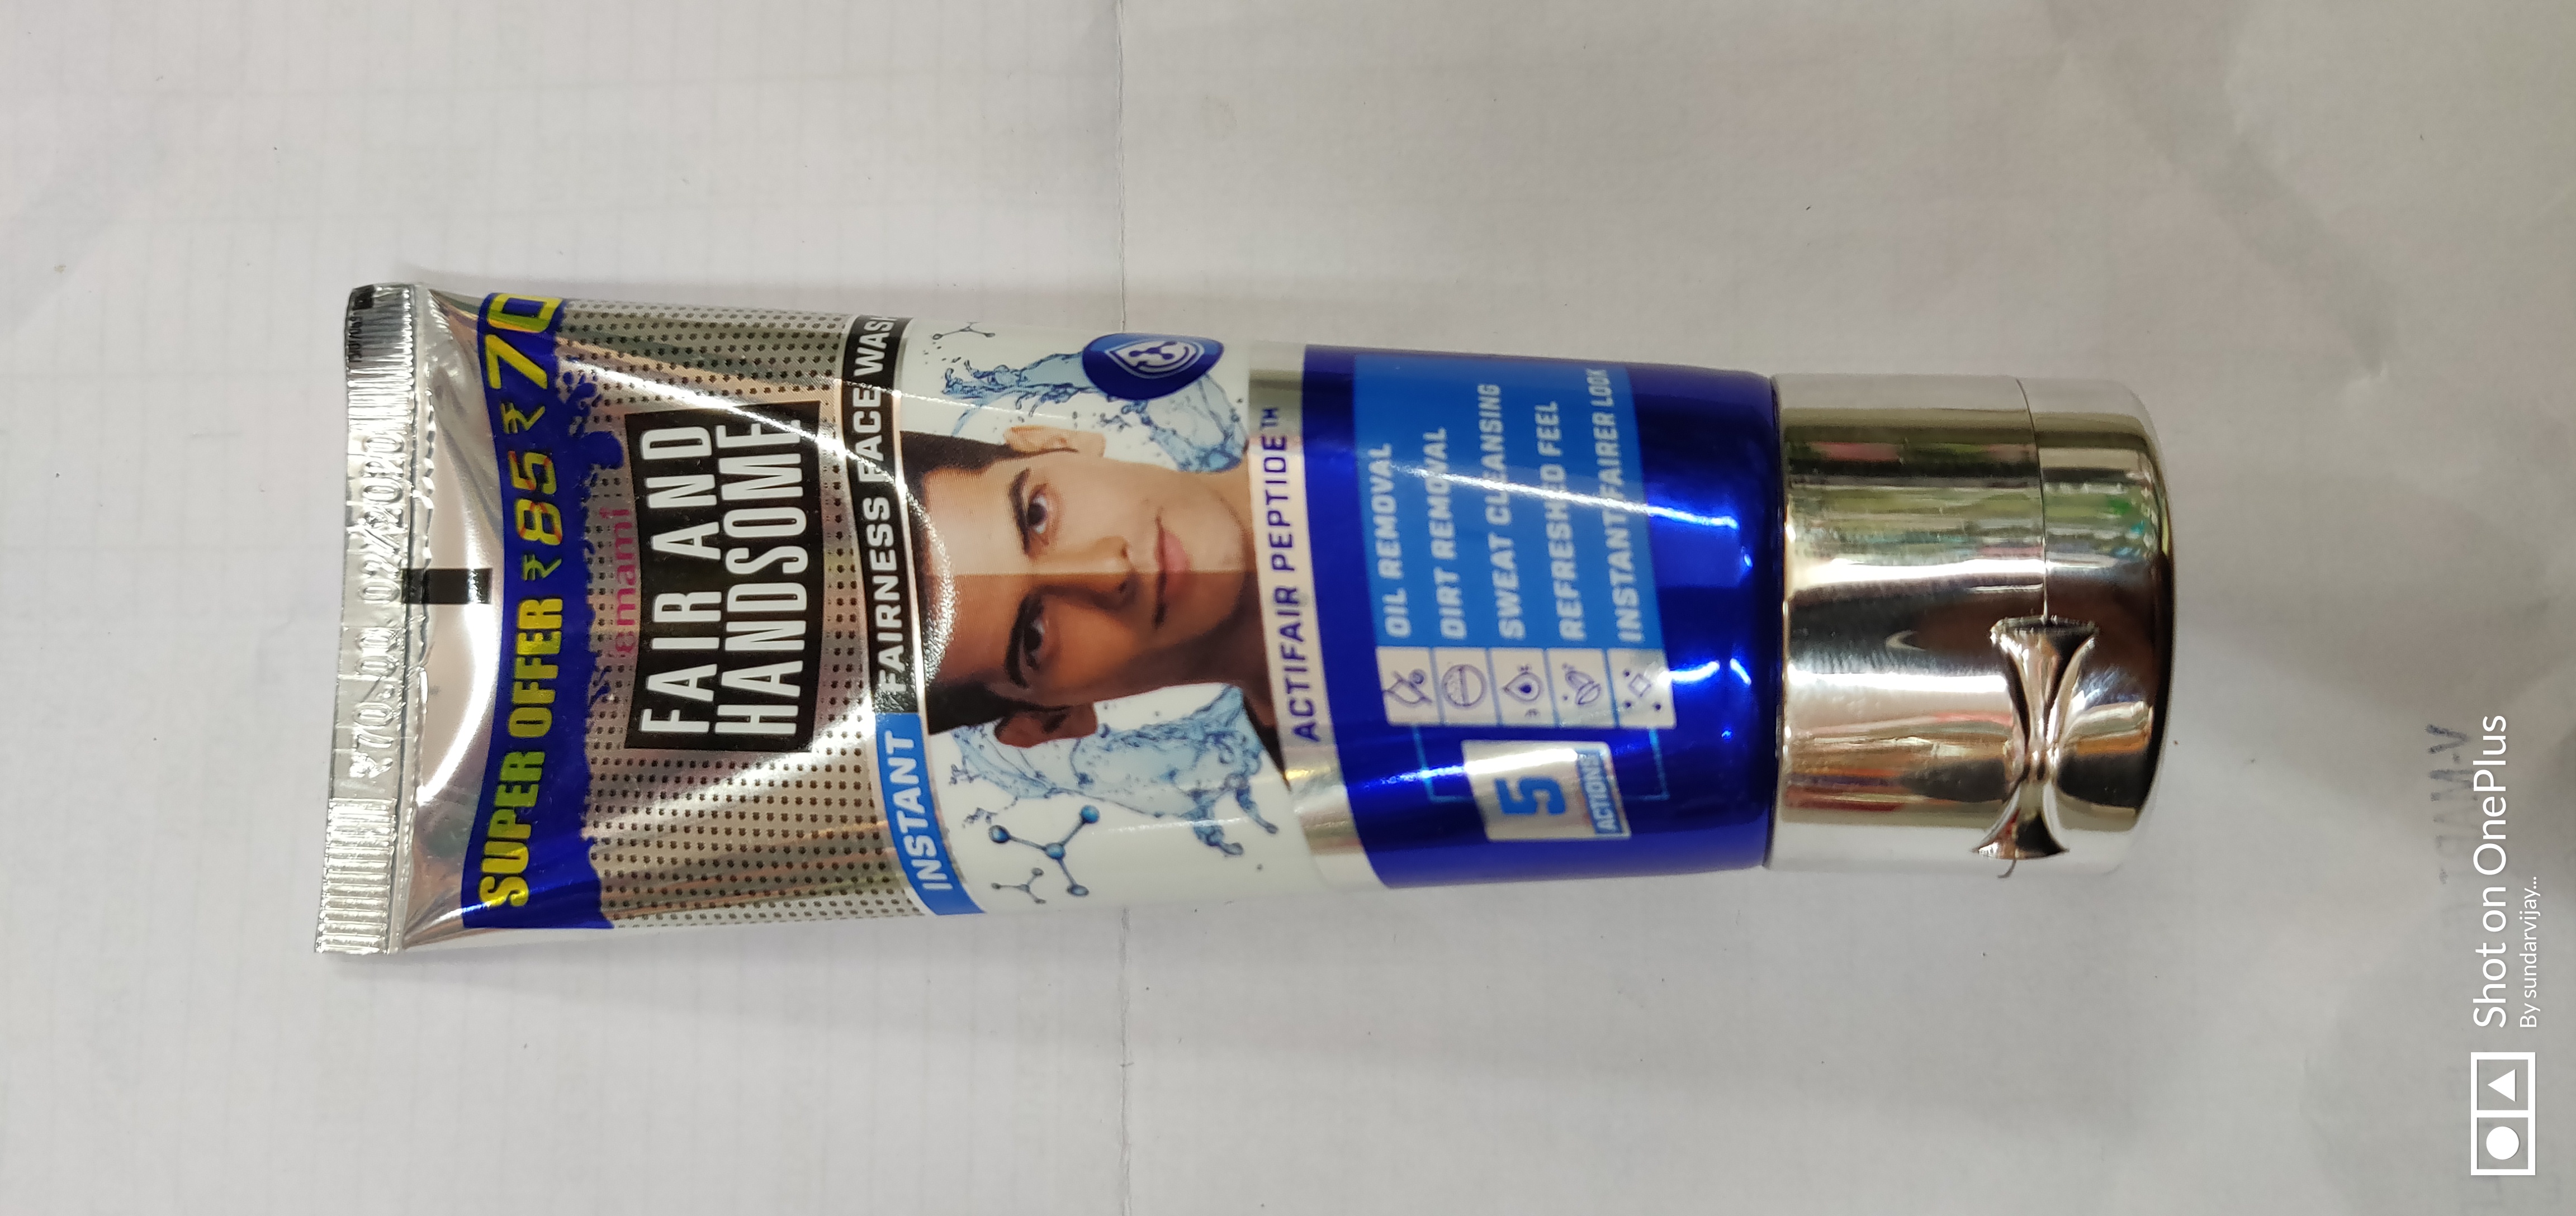 ₹70.00 02/2020
SUPER OFFER ₹85 ₹70
emami
FAIR AND
HANDSOME
INSTANT FAIRNESS FACE WASH
ACTIFAIR PEPTIDE™
5
ACTIONS
OIL REMOVAL
DIRT REMOVAL
SWEAT CLEANSING
REFRESHED FEEL
INSTANT FAIRER LOOK
V-MART
Shot on OnePlus
By sundarvijay...